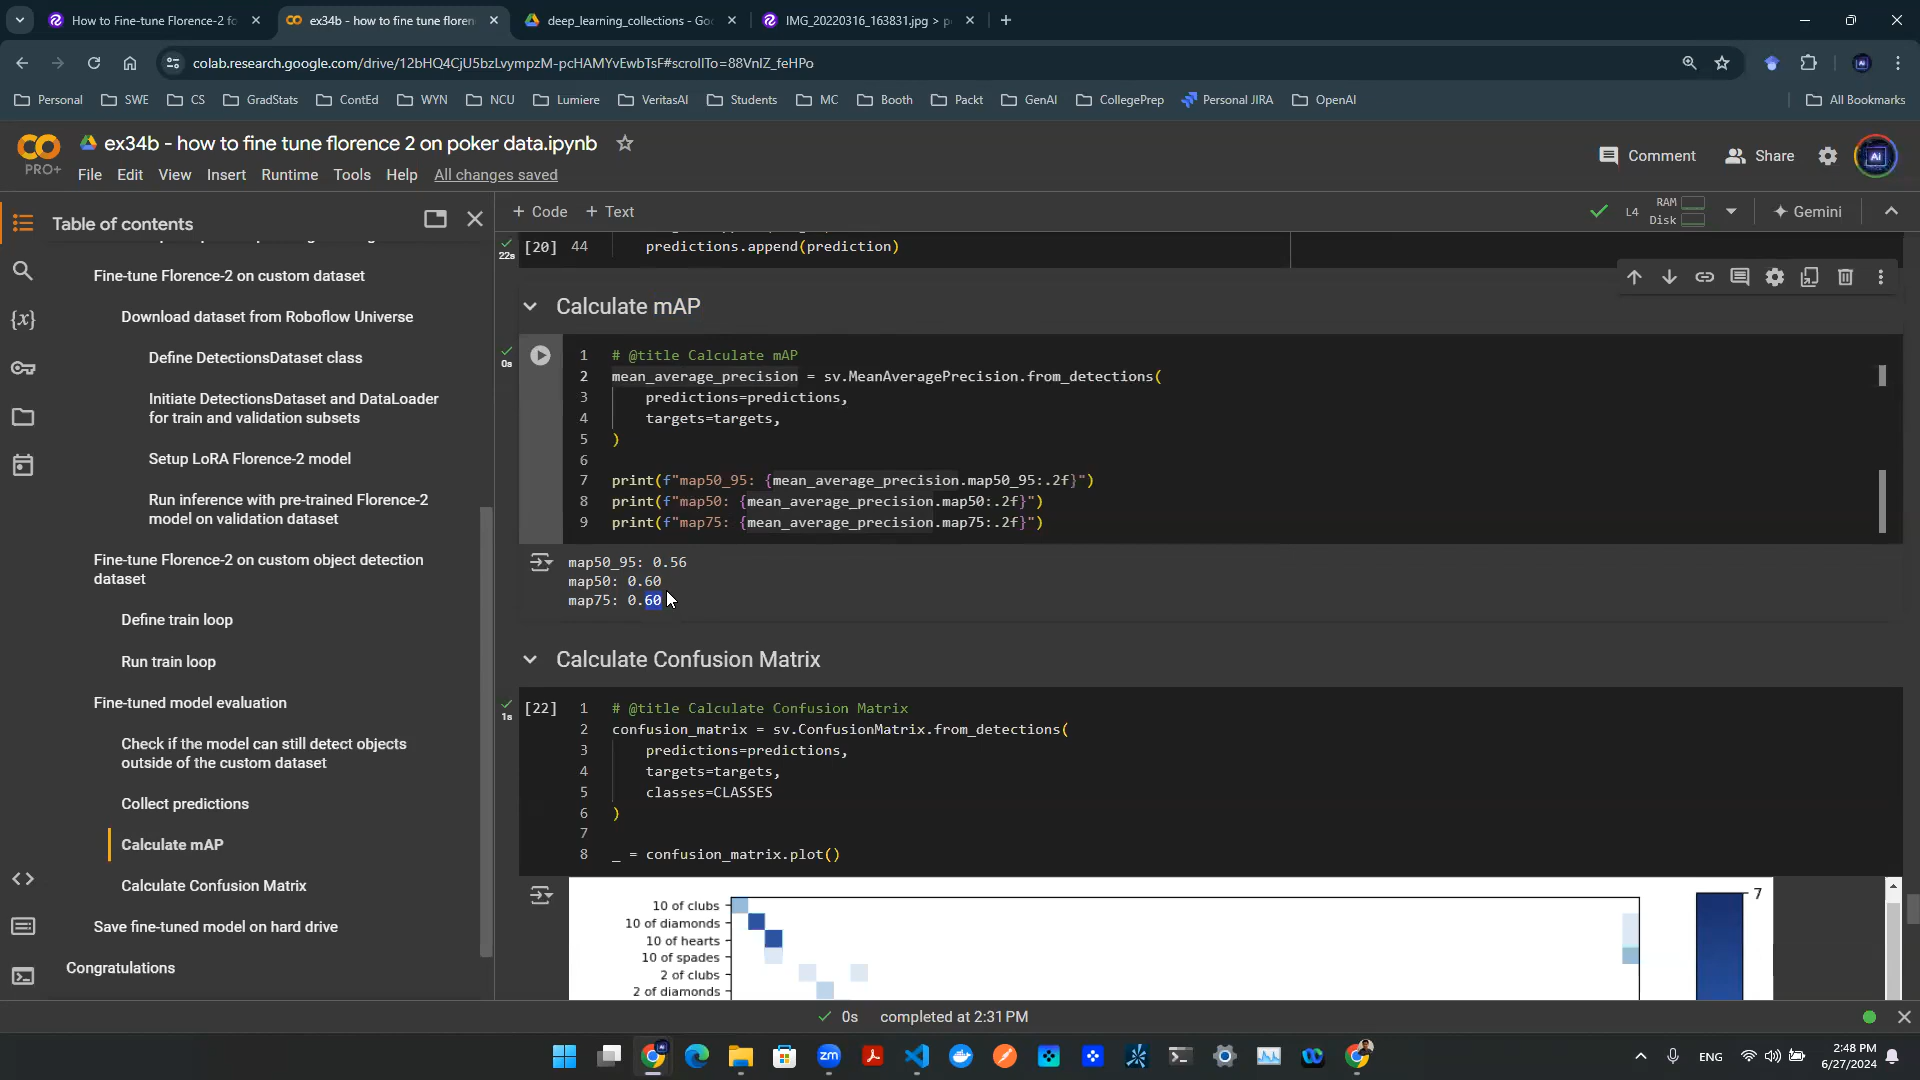 How to Fine-tune Florence-2 fo
ex34b - how to fine tune floren
deep_learning_collections - Goo
IMG_20220316_163831.jpg > p
colab.research.google.com/drive/12bHQ4CjU5bzLvympzM-pcHAMYvEwbTsF#scrollTo=88VnIZ_feHPo
Personal SWE CS GradStats ContEd WYN NCU Lumiere VeritasAI Students MC Booth Packt GenAI CollegePrep Personal JIRA OpenAI All Bookmarks
ex34b - how to fine tune florence 2 on poker data.ipynb
PRO+
Comment Share
File Edit View Insert Runtime Tools Help All changes saved
Table of contents
+ Code + Text
L4 RAM Disk Gemini
Fine-tune Florence-2 on custom dataset
Download dataset from Roboflow Universe
Define DetectionsDataset class
Initiate DetectionsDataset and DataLoader
for train and validation subsets
Setup LoRA Florence-2 model
Run inference with pre-trained Florence-2
model on validation dataset
Fine-tune Florence-2 on custom object detection
dataset
Define train loop
Run train loop
Fine-tuned model evaluation
Check if the model can still detect objects
outside of the custom dataset
Collect predictions
Calculate mAP
Calculate Confusion Matrix
Save fine-tuned model on hard drive
Congratulations
22s [20] 44 predictions.append(prediction)
Calculate mAP
0s
1 # @title Calculate mAP
2 mean_average_precision = sv.MeanAveragePrecision.from_detections(
3 predictions=predictions,
4 targets=targets,
5 )
6
7 print(f"map50_95: {mean_average_precision.map50_95:.2f}")
8 print(f"map50: {mean_average_precision.map50:.2f}")
9 print(f"map75: {mean_average_precision.map75:.2f}")
map50_95: 0.56
map50: 0.60
map75: 0.60
Calculate Confusion Matrix
1s [22]
1 # @title Calculate Confusion Matrix
2 confusion_matrix = sv.ConfusionMatrix.from_detections(
3 predictions=predictions,
4 targets=targets,
5 classes=CLASSES
6 )
7
8 _ = confusion_matrix.plot()
7
10 of clubs
10 of diamonds
10 of hearts
10 of spades
2 of clubs
2 of diamonds
0s completed at 2:31 PM
zm
ENG
2:48 PM
6/27/2024